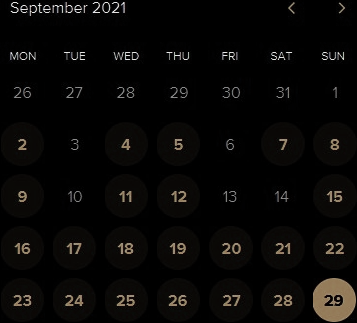 September 2021
MON TUE WED THU FRI SAT SUN
26 27 28 29 30 31 1
2 3 4 5 6 7 8
9 10 11 12 13 14 15
16 17 18 19 20 21 22
23 24 25 26 27 28 29